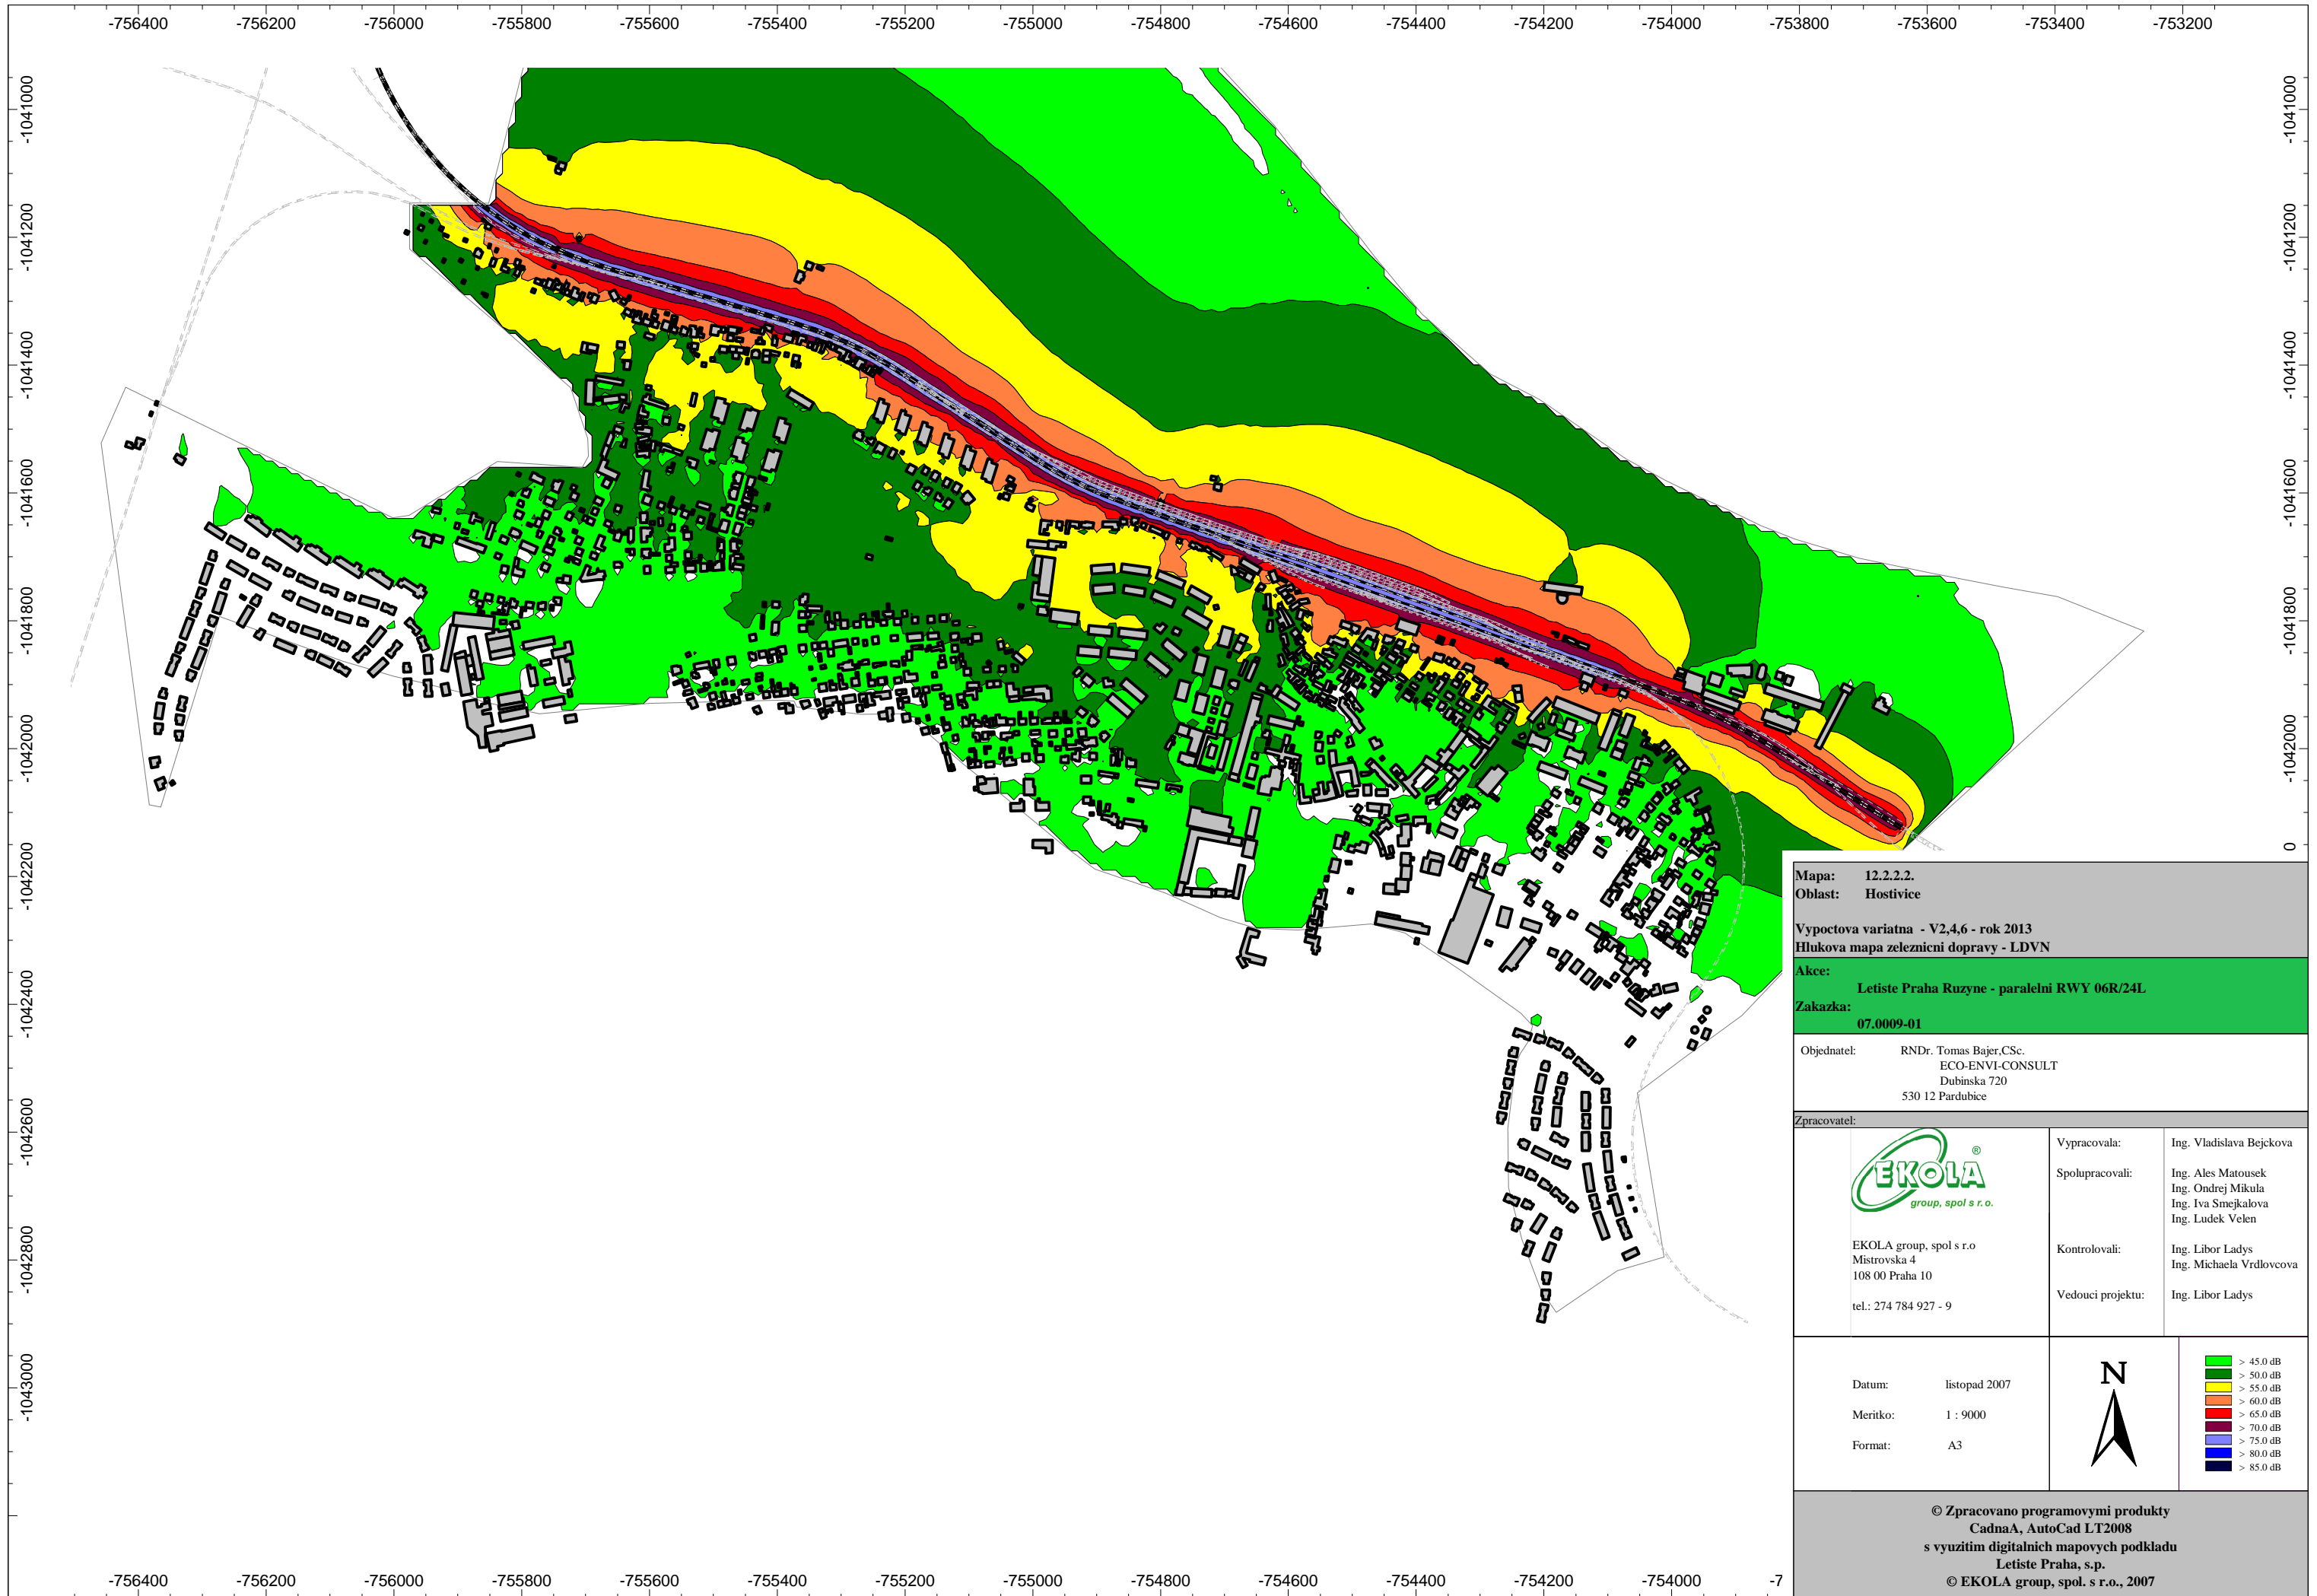 -756400 -756200 -756000 -755800 -755600 -755400 -755200 -755000 -754800 -754600 -754400 -754200 -754000 -753800 -753600 -753400 -753200
-1041000 -1041000
-1041200 -1041200
-1041400 -1041400
-1041600 -1041600
-1041800 -1041800
-1042000 -1042000
-1042200 0
-1042400
-1042600
-1042800
-1043000
Mapa: 12.2.2.2.
Oblast: Hostivice
Vypoctova variatna - V2,4,6 - rok 2013
Hlukova mapa zeleznicni dopravy - LDVN
Akce:
Letiste Praha Ruzyne - paralelni RWY 06R/24L
Zakazka:
07.0009-01
Objednatel: RNDr. Tomas Bajer,CSc.
ECO-ENVI-CONSULT
Dubinska 720
530 12 Pardubice
Zpracovatel:
EKOLA ®
group, spol s r.o.
EKOLA group, spol s r.o
Mistrovska 4
108 00 Praha 10
tel.: 274 784 927 - 9
Vypracovala: Ing. Vladislava Bejckova
Spolupracovali: Ing. Ales Matousek
Ing. Ondrej Mikula
Ing. Iva Smejkalova
Ing. Ludek Velen
Kontrolovali: Ing. Libor Ladys
Ing. Michaela Vrdlovcova
Vedouci projektu: Ing. Libor Ladys
Datum: listopad 2007
Meritko: 1 : 9000
Format: A3
N
> 45.0 dB
> 50.0 dB
> 55.0 dB
> 60.0 dB
> 65.0 dB
> 70.0 dB
> 75.0 dB
> 80.0 dB
> 85.0 dB
© Zpracovano programovymi produkty
CadnaA, AutoCad LT2008
s vyuzitim digitalnich mapovych podkladu
Letiste Praha, s.p.
© EKOLA group, spol. s r.o., 2007
-756400 -756200 -756000 -755800 -755600 -755400 -755200 -755000 -754800 -754600 -754400 -754200 -754000 -7